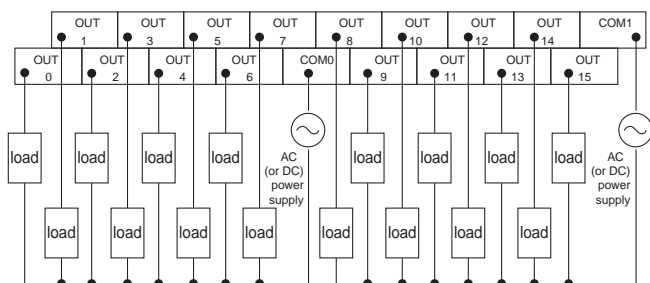 OUT 1 OUT 3 OUT 5 OUT 7 OUT 8 OUT 10 OUT 12 OUT 14 COM1
OUT 0 OUT 2 OUT 4 OUT 6 COM0 OUT 9 OUT 11 OUT 13 OUT 15
load load load load load load load load
AC
(or DC)
power
supply
AC
(or DC)
power
supply
load load load load load load load load